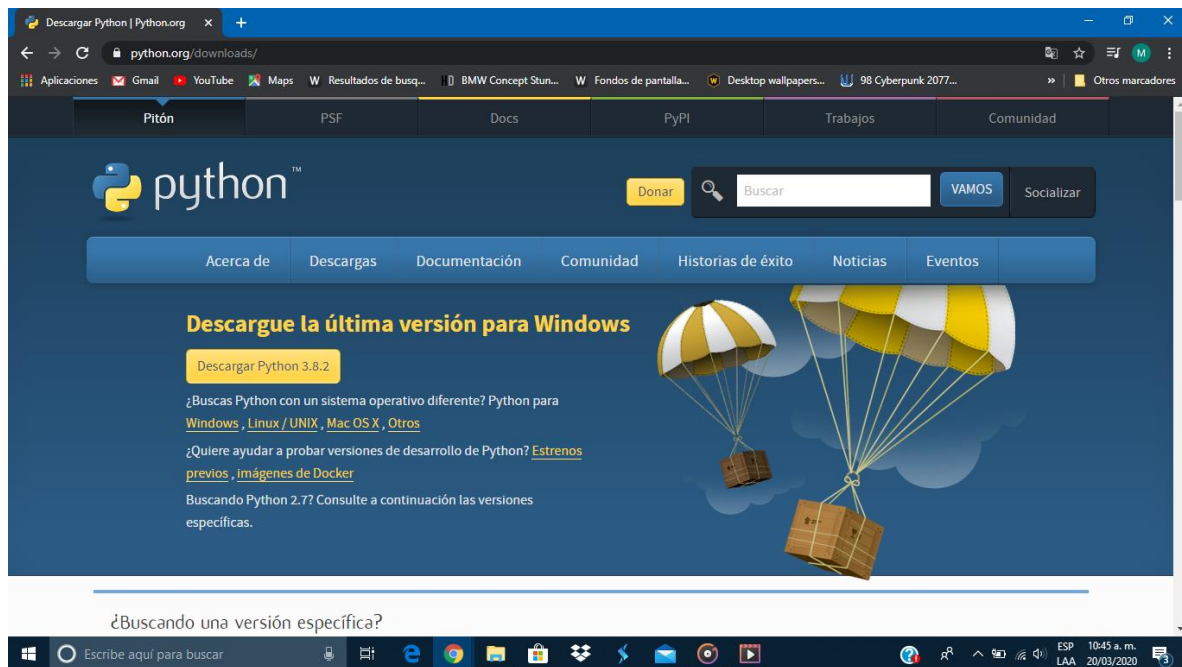 Descargar Python | Python.org
python.org/downloads/
Aplicaciones Gmail YouTube Maps W Resultados de busq... HD BMW Concept Stun... W Fondos de pantalla... Desktop wallpapers... 98 Cyberpunk 2077... » Otros marcadores
M
Pitón PSF Docs PyPI Trabajos Comunidad
python™
Donar Buscar VAMOS Socializar
Acerca de Descargas Documentación Comunidad Historias de éxito Noticias Eventos
Descargue la última versión para Windows
Descargar Python 3.8.2
¿Buscas Python con un sistema operativo diferente? Python para
Windows , Linux / UNIX , Mac OS X , Otros
¿Quiere ayudar a probar versiones de desarrollo de Python? Estrenos
previos , imágenes de Docker
Buscando Python 2.7? Consulte a continuación las versiones
específicas.
¿Buscando una versión específica?
Escribe aquí para buscar
ESP 10:45 a. m.
LAA 20/03/2020
3